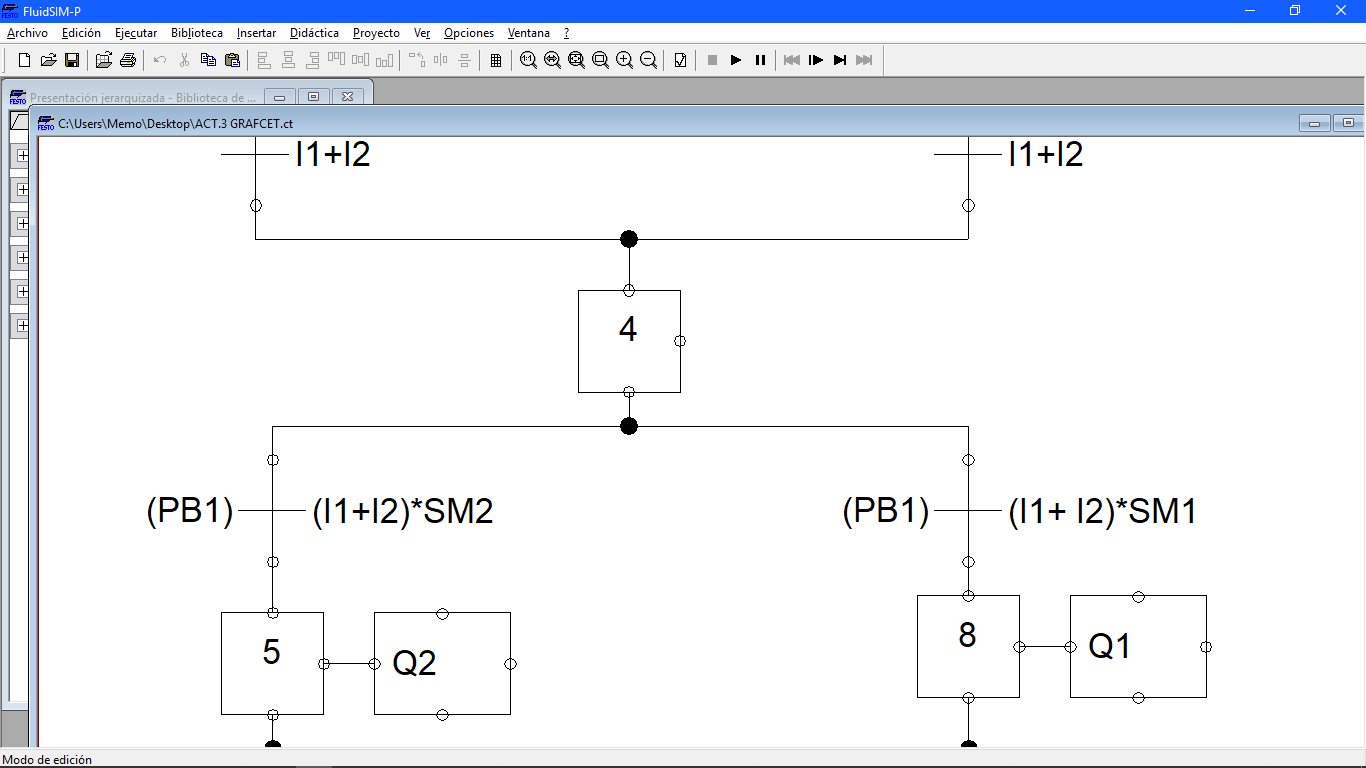 FluidSIM-P
Archivo Edición Ejecutar Biblioteca Insertar Didáctica Proyecto Ver Opciones Ventana ?
FESTO Presentación jerarquizada - Biblioteca de ...
FESTO C:\Users\Memo\Desktop\ACT.3 GRAFCET.ct
I1+I2 I1+I2
4
(PB1) (I1+I2)*SM2 (PB1) (I1+ I2)*SM1
5 Q2 8 Q1
Modo de edición